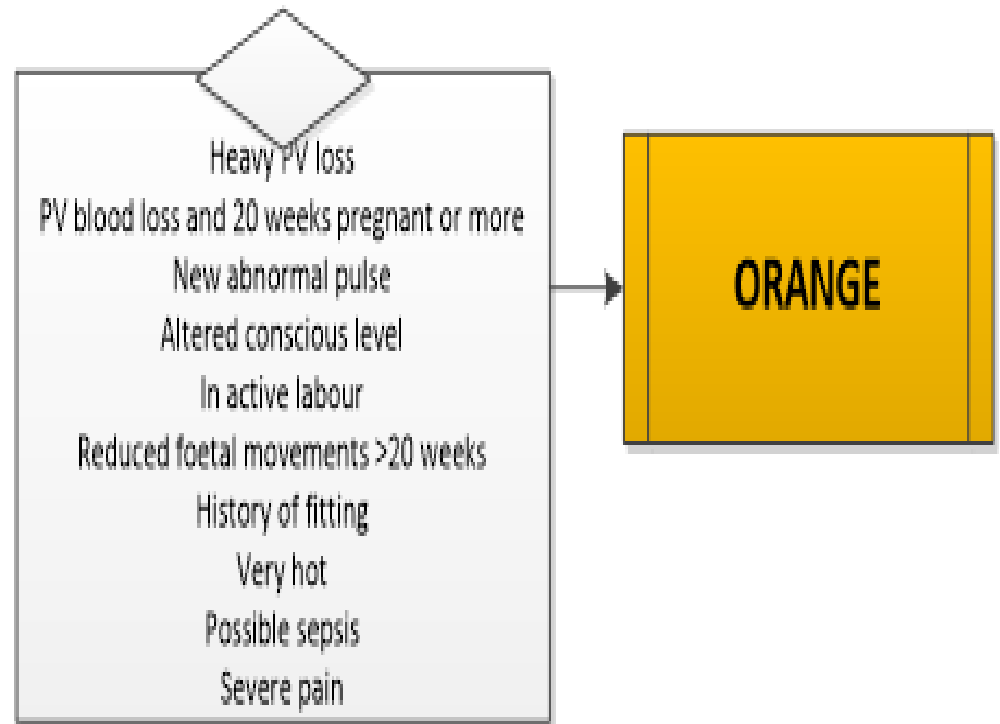 Heavy PV loss
PV blood loss and 20 weeks pregnant or more
New abnormal pulse
Altered conscious level
In active labour
Reduced foetal movements >20 weeks
History of fitting
Very hot
Possible sepsis
Severe pain
ORANGE